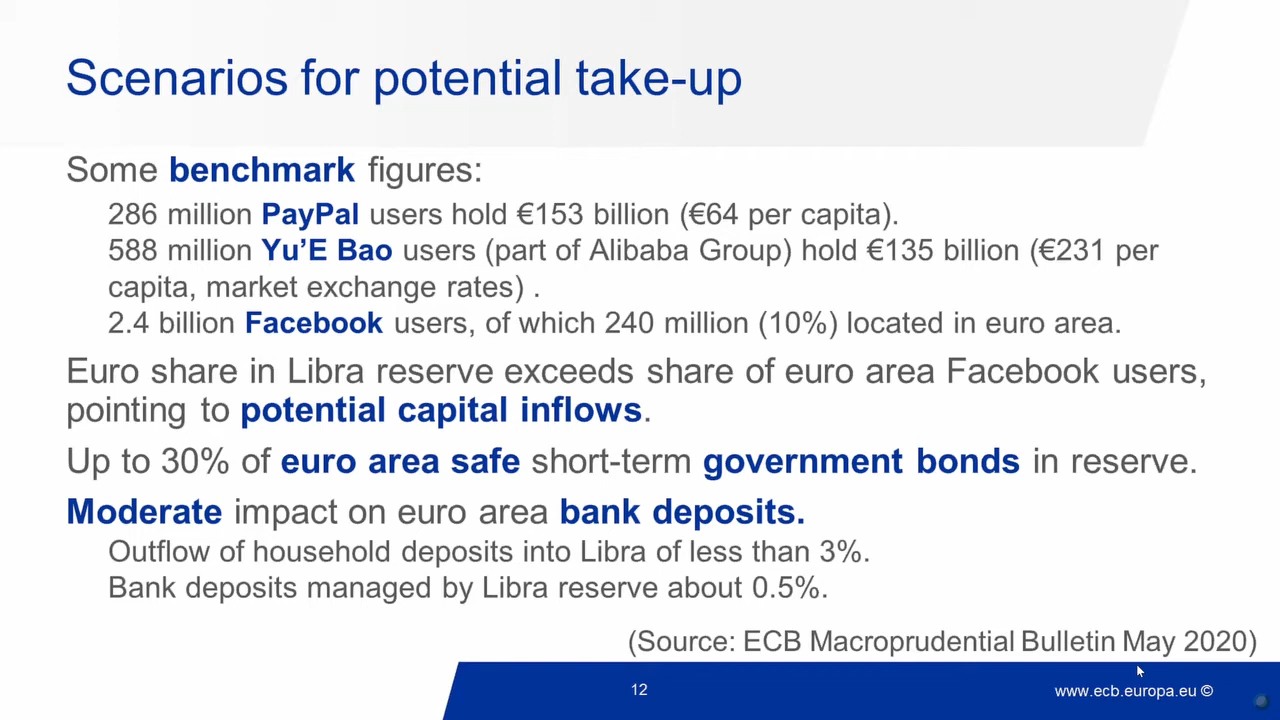 Scenarios for potential take-up
Some benchmark figures:
286 million PayPal users hold €153 billion (€64 per capita).
588 million Yu’E Bao users (part of Alibaba Group) hold €135 billion (€231 per
capita, market exchange rates) .
2.4 billion Facebook users, of which 240 million (10%) located in euro area.
Euro share in Libra reserve exceeds share of euro area Facebook users,
pointing to potential capital inflows.
Up to 30% of euro area safe short-term government bonds in reserve.
Moderate impact on euro area bank deposits.
Outflow of household deposits into Libra of less than 3%.
Bank deposits managed by Libra reserve about 0.5%.
(Source: ECB Macroprudential Bulletin May 2020)
12
www.ecb.europa.eu ©